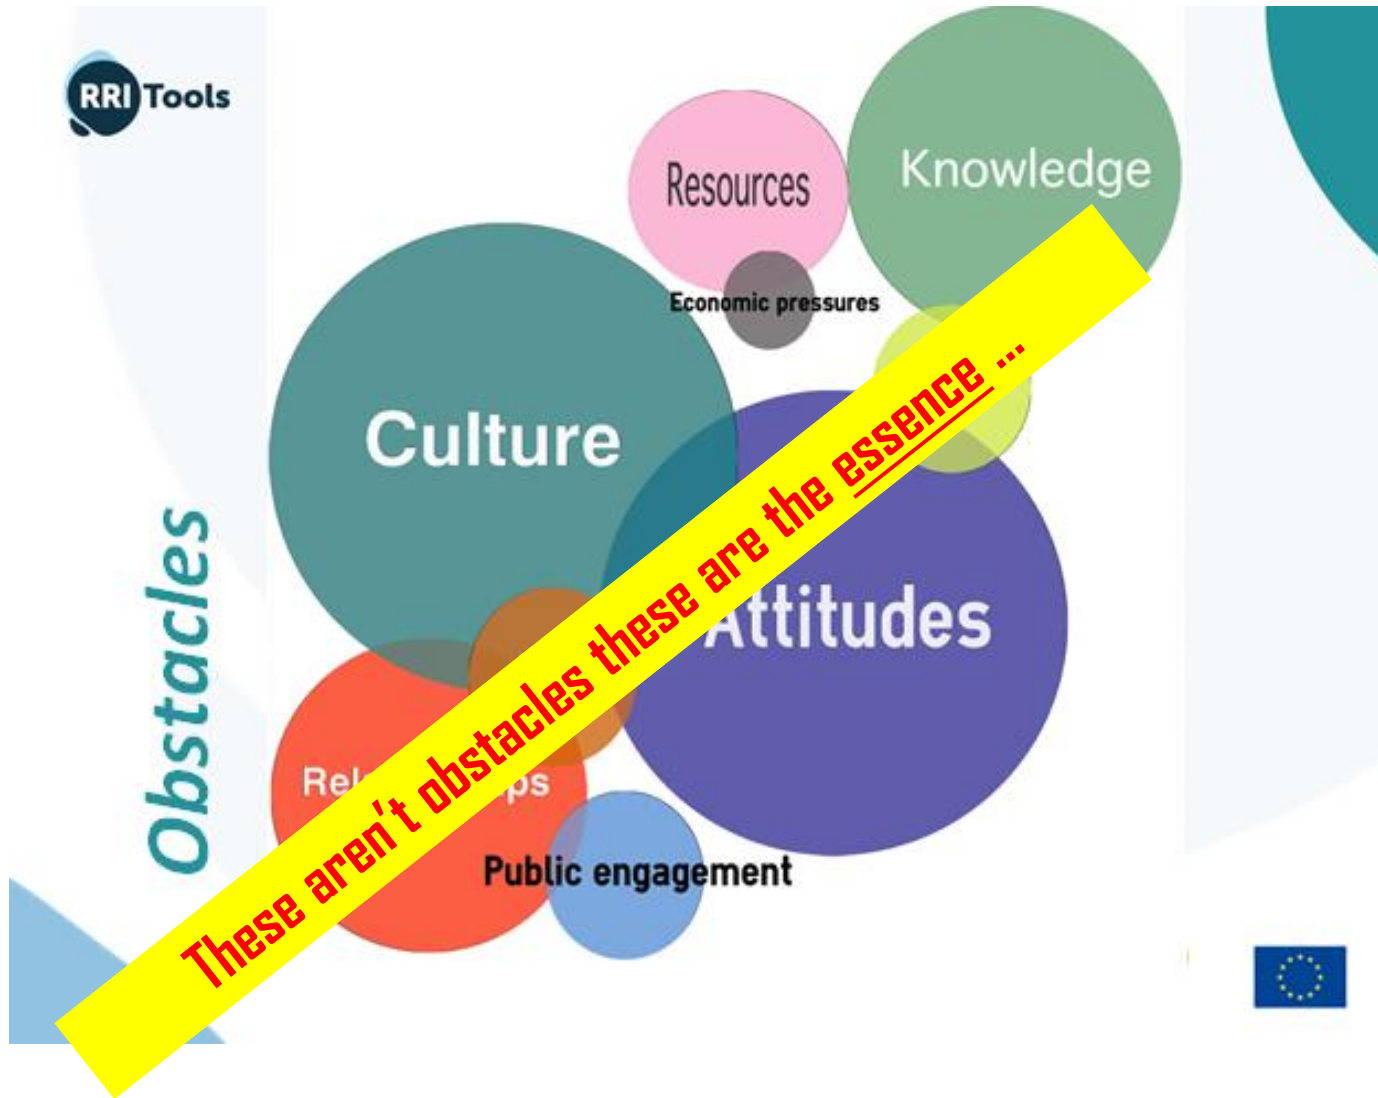 RRI Tools
Resources
Knowledge
Economic pressures
Culture
Attitudes
Obstacles
Public engagement
These aren't obstacles these are the essence ...